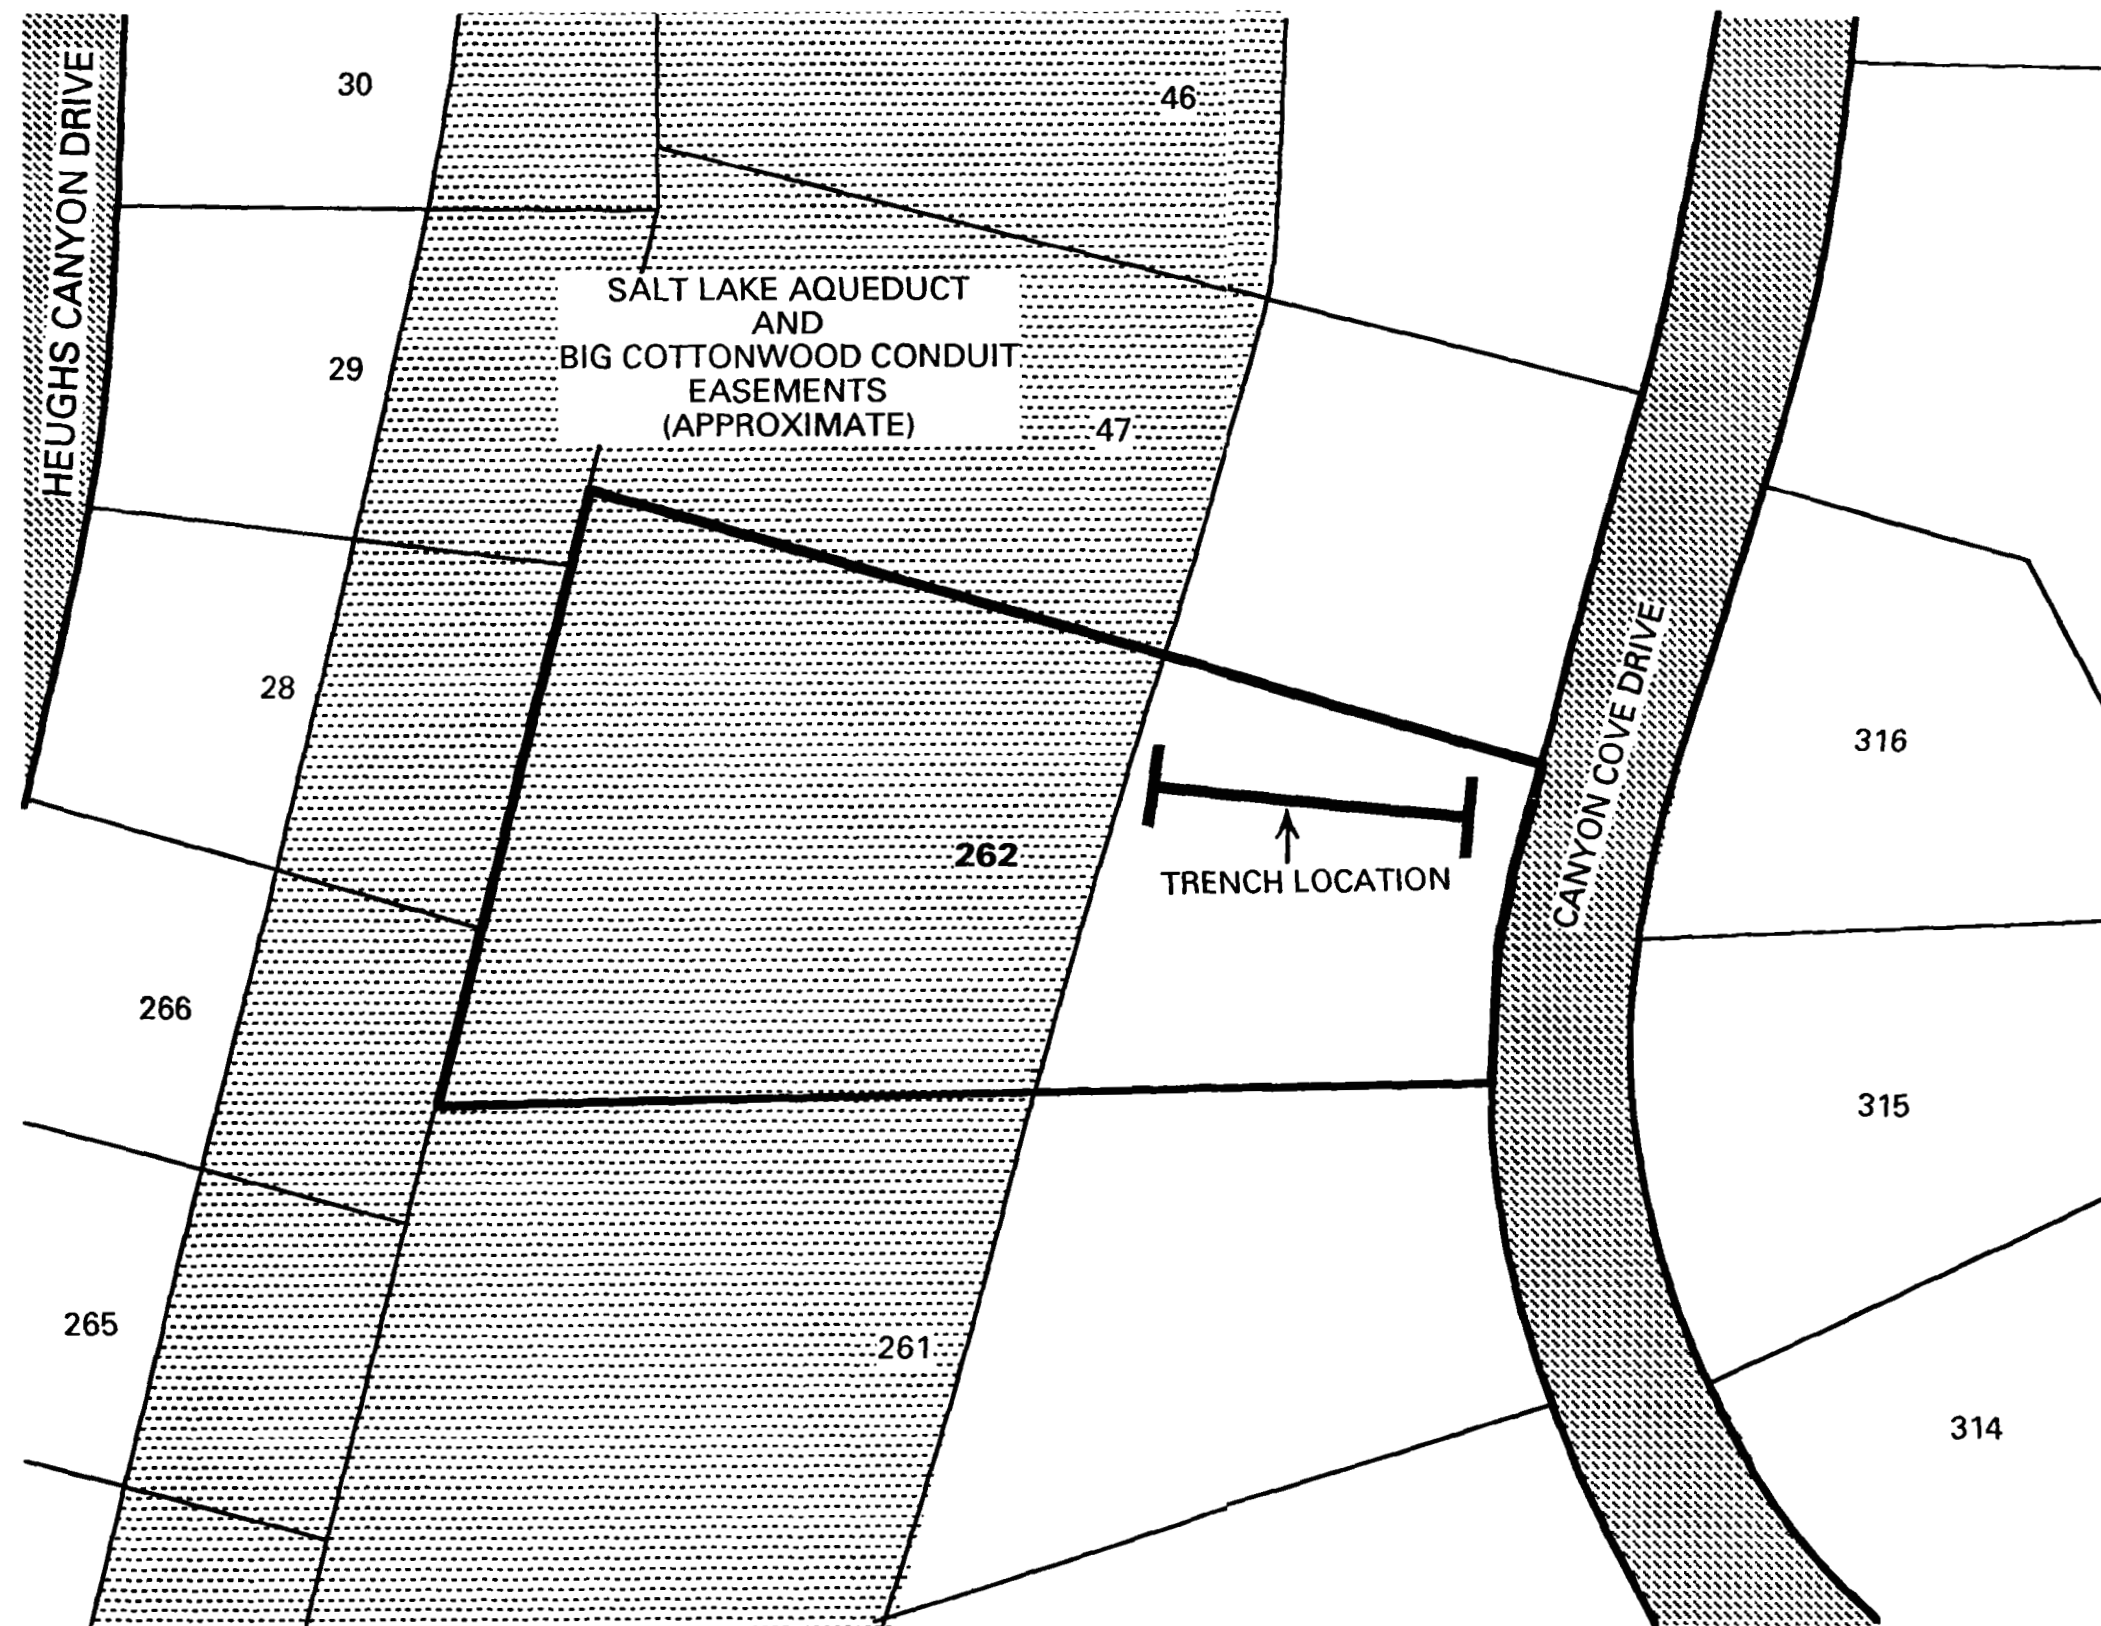 HEUGHS CANYON DRIVE
30
46
SALT LAKE AQUEDUCT
AND
BIG COTTONWOOD CONDUIT
EASEMENTS
(APPROXIMATE)
29
47
28
CANYON COVE DRIVE
316
262
TRENCH LOCATION
266
315
265
261
314